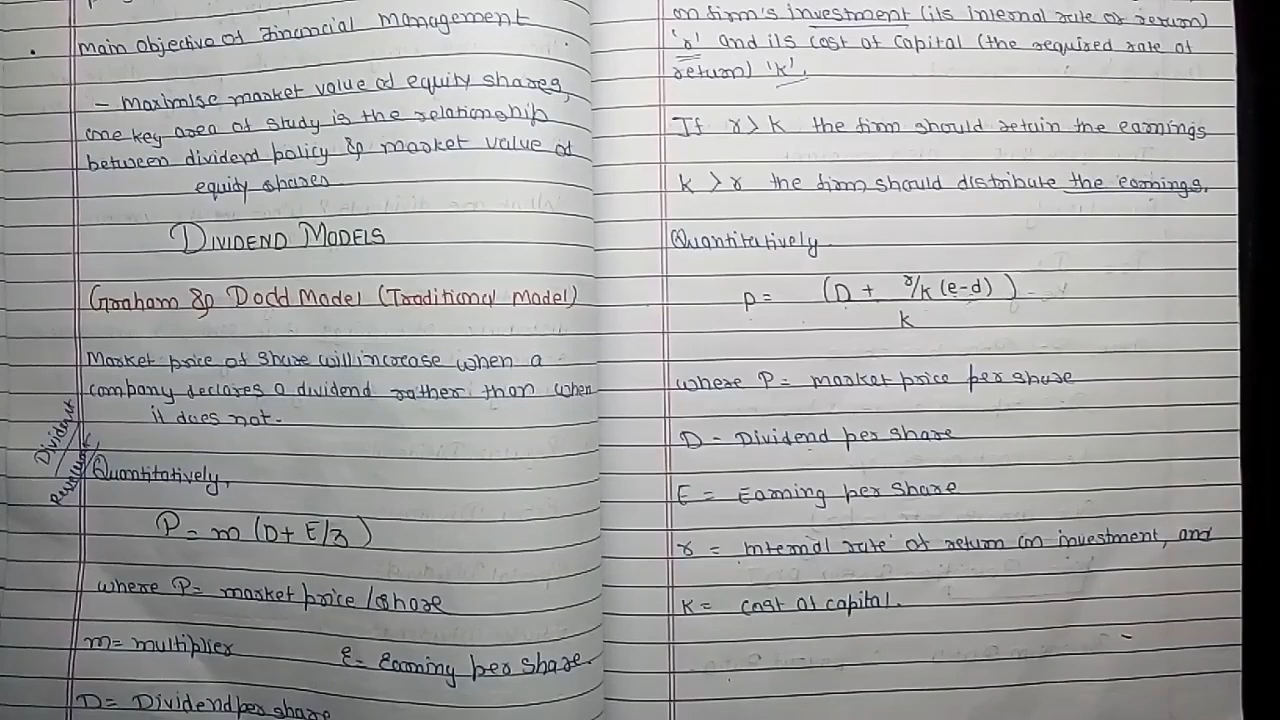 main objective of Financial management
- Maximise market value of equity shares,
one key area of study is the relationship
between dividend policy & market value of
equity shares
DIVIDEND MODELS
Graham & Dodd Model (Traditional Model)
Market price of share will increase when a
company declares a dividend rather than when
it does not.
Dividend
Quantitatively,
P = m (D + E/3)
where P = market price / share
m = multiplier E = Earning per share.
D = Dividend per share
on firm's investment (its internal rate of return)
'r' and its cost of capital (the required rate of
return) 'k'.
If r > k the firm should retain the earnings
k > r the firm should distribute the earnings.
Quantitatively
P = (D + r/k (e-d))
k
where P = market price per share
D - Dividend per share
E = Earning per share
r = internal rate of return on investment, and
k = cost of capital.